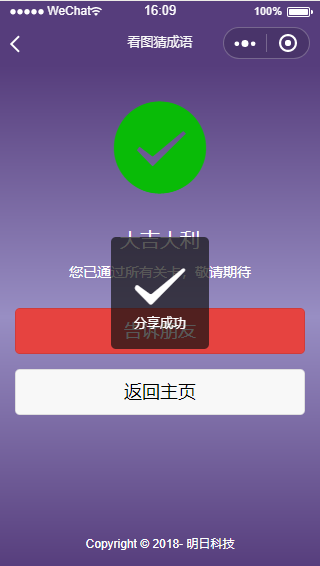 WeChat 16:09 100%
看图猜成语
大吉大利
您已通过所有关卡，敬请期待
分享成功
告诉朋友
返回主页
Copyright © 2018- 明日科技